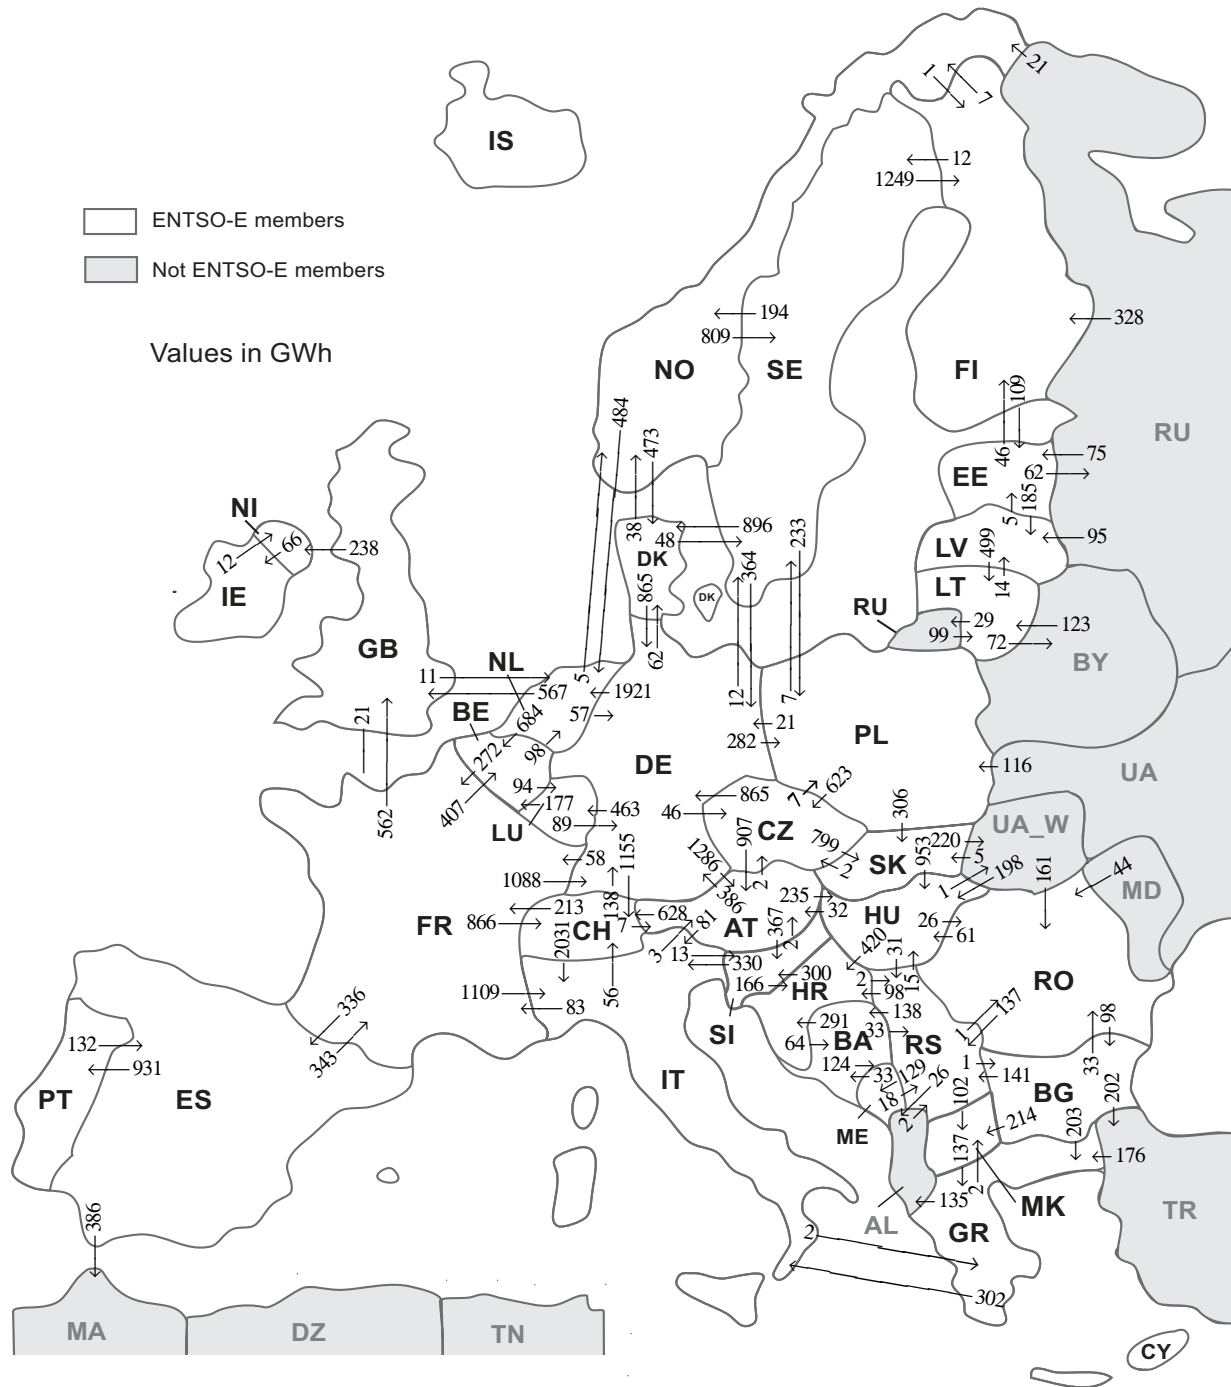 21
1
7
IS
12
1249
ENTSO-E members
Not ENTSO-E members
194
328
809
Values in GWh
NO
SE
FI
109
484
RU
473
46
75
EE
62
185
NI
38
896
233
5
12
66
238
48
499
LV
95
DK
364
IE
865
14
LT
DK
RU
29
123
99
72
GB
62
BY
NL
11
5
567
1921
12
7
BE
684
57
21
21
272
98
282
PL
DE
116
UA
94
865
7
623
407
177
46
306
LU
463
562
89
CZ
UA_W
907
799
220
1155
1286
2
SK
953
5
58
2
198
161
44
1088
386
1
MD
138
235
213
628
32
HU
FR
866
CH
7
81
AT
367
26
2031
420
31
61
3
13
2
330
300
1109
56
166
2
15
RO
HR
98
336
83
137
138
98
SI
291
33
1
132
343
64
BA
RS
33
931
124
33
129
26
1
141
PT
ES
IT
18
102
BG
202
ME
2
214
203
137
176
386
2
135
MK
TR
AL
GR
2
302
MA
DZ
TN
CY